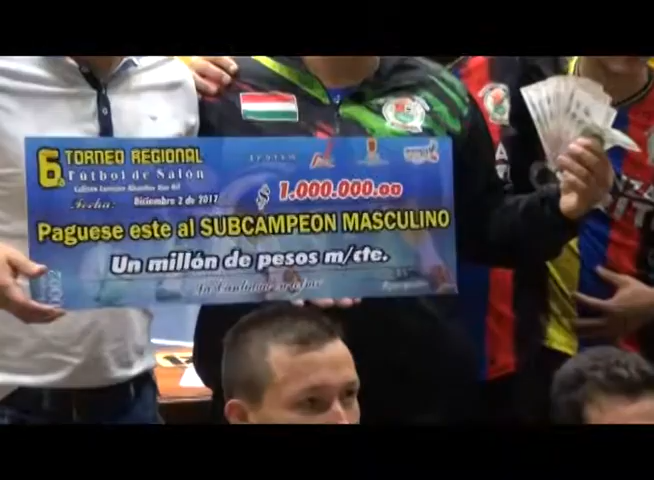 6º TORNEO REGIONAL
Fútbol de Salón
Fecha: Diciembre 2 de 2017
$ 1.000.000.oo
Paguese este al SUBCAMPEON MASCULINO
Un millón de pesos m/cte.